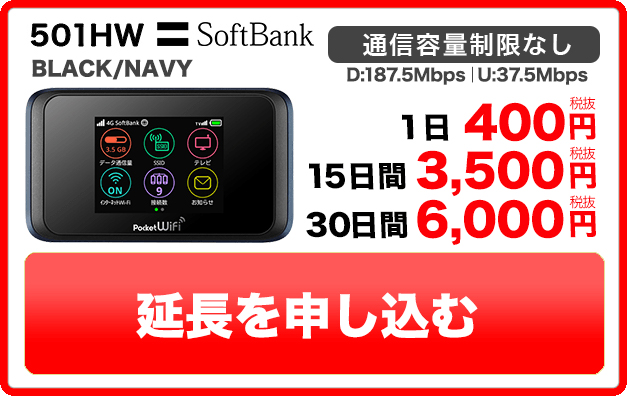 501HW SoftBank
BLACK/NAVY
通信容量制限なし
D:187.5Mbps|U:37.5Mbps
4G SoftBank
TV
3.5 GB
SSID
データ通信量
SSID
テレビ
ON
000
9
インターネットWi-Fi
接続数
お知らせ
Pocket WiFi
1日 400円 税抜
15日間 3,500円 税抜
30日間 6,000円 税抜
延長を申し込む